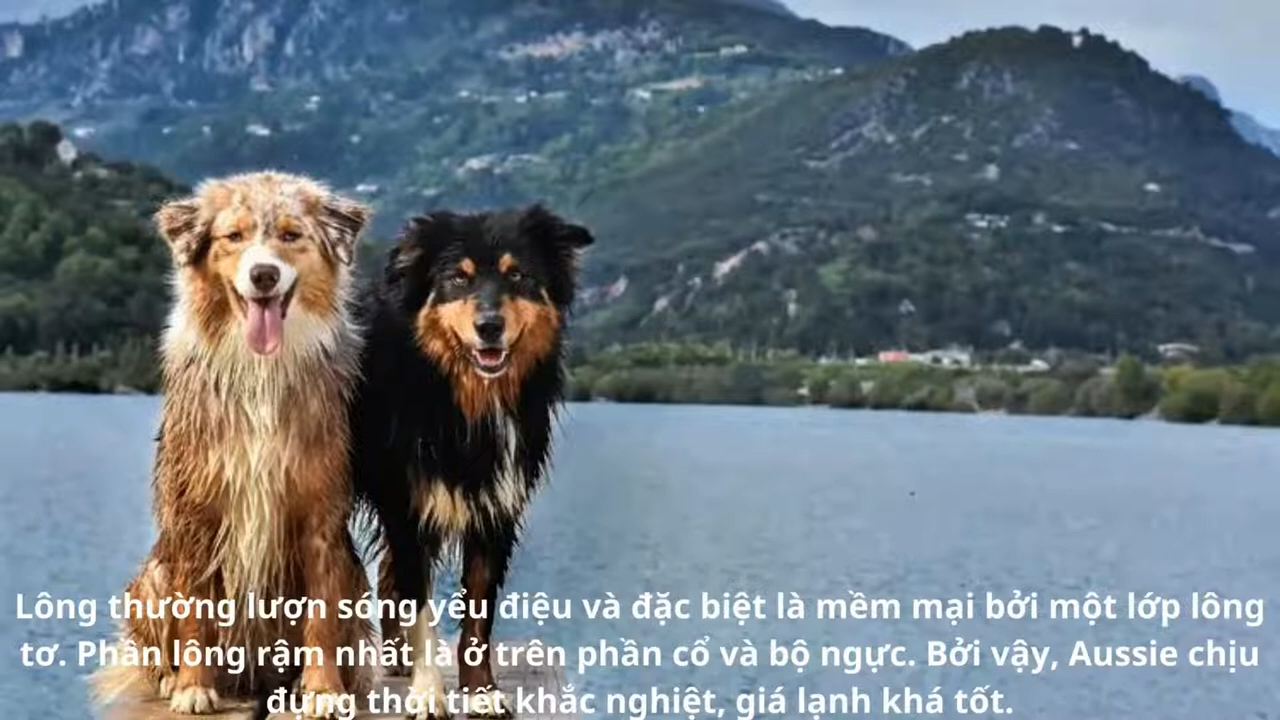 Lông thường lượn sóng yểu điệu và đặc biệt là mềm mại bởi một lớp lông
tơ. Phần lông rậm nhất là ở trên phần cổ và bộ ngực. Bởi vậy, Aussie chịu
đựng thời tiết khắc nghiệt, giá lạnh khá tốt.